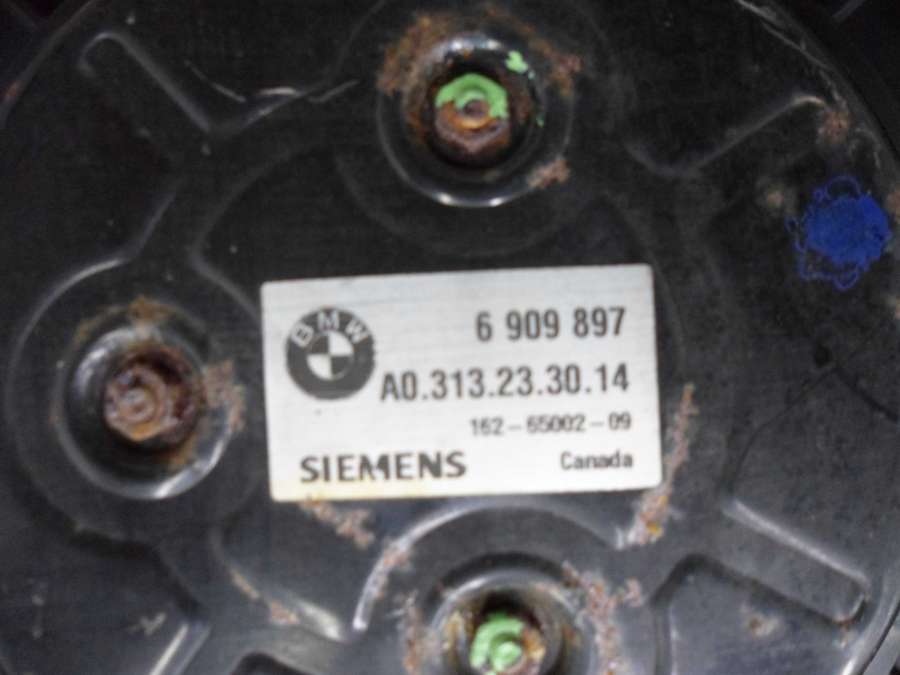 BMW
6 909 897
A0.313.23.30.14
162-65002-09
SIEMENS
Canada